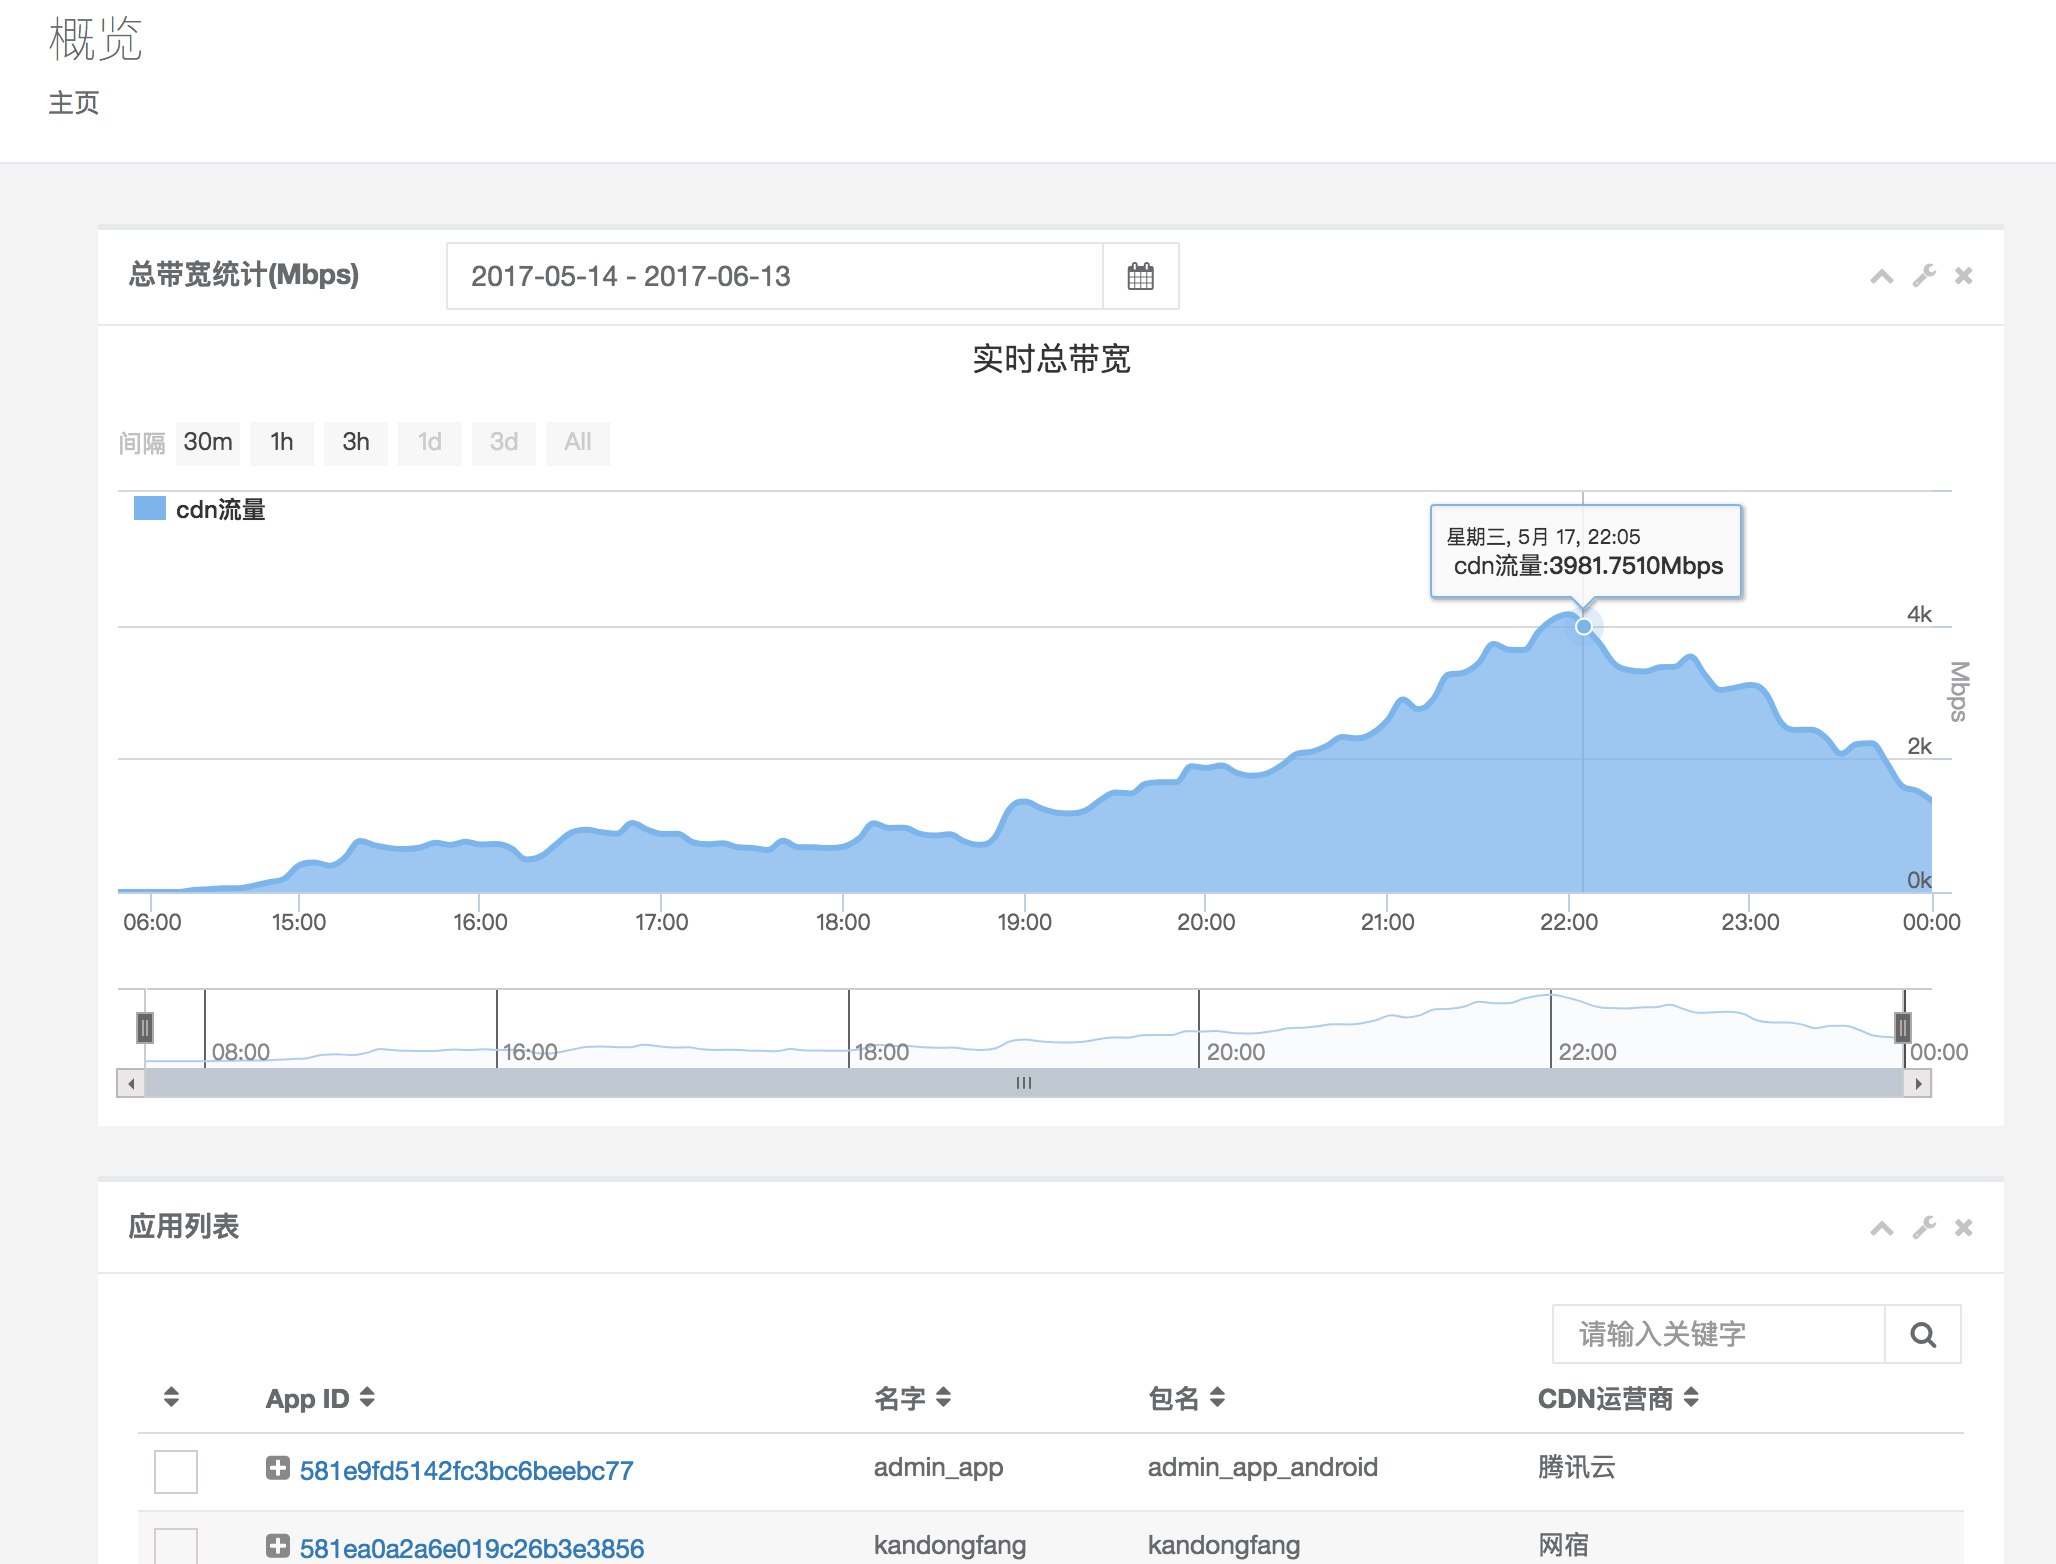 概览
主页
总带宽统计(Mbps)
2017-05-14 - 2017-06-13
实时总带宽
间隔 30m 1h 3h 1d 3d All
cdn流量
星期三, 5月 17, 22:05
cdn流量:3981.7510Mbps
4k
Mbps
2k
0k
06:00 15:00 16:00 17:00 18:00 19:00 20:00 21:00 22:00 23:00 00:00
08:00 16:00 18:00 20:00 22:00 00:00
应用列表
请输入关键字
App ID 名字 包名 CDN运营商
581e9fd5142fc3bc6beebc77 admin_app admin_app_android 腾讯云
581ea0a2a6e019c26b3e3856 kandongfang kandongfang 网宿